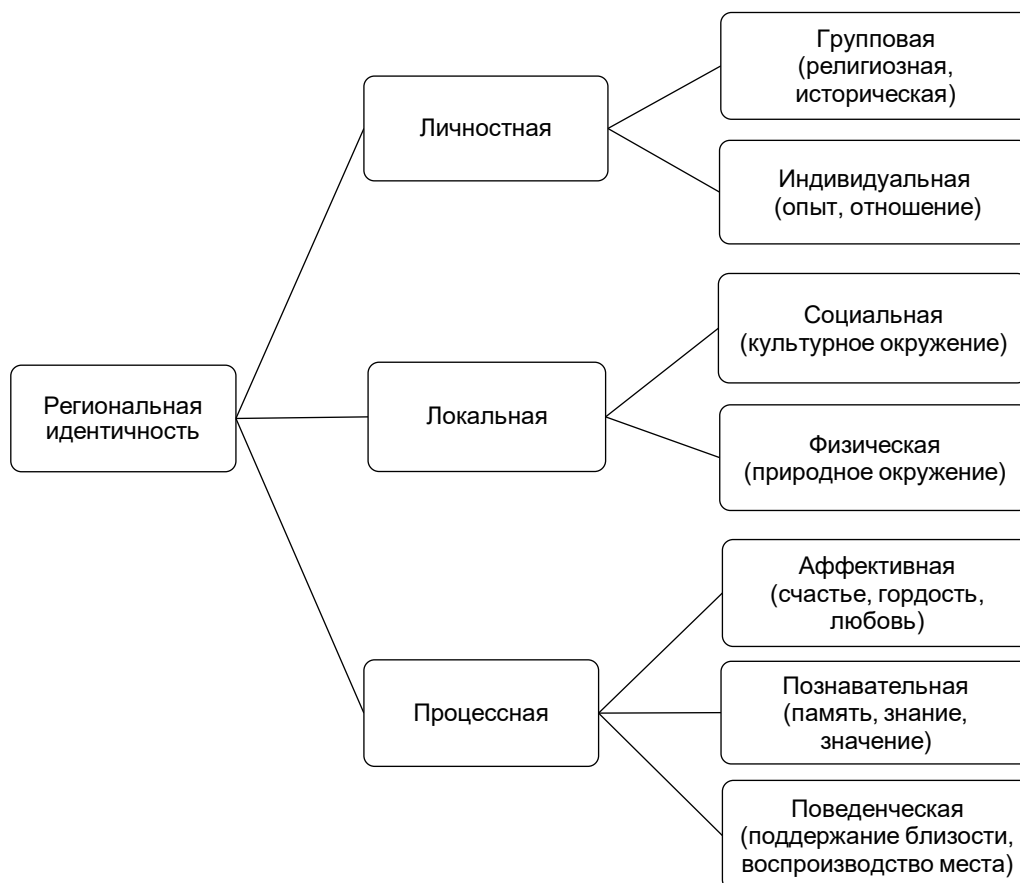 Групповая
(религиозная,
историческая)
Личностная
Индивидуальная
(опыт, отношение)
Социальная
(культурное окружение)
Региональная
идентичность
Локальная
Физическая
(природное окружение)
Аффективная
(счастье, гордость,
любовь)
Процессная
Познавательная
(память, знание,
значение)
Поведенческая
(поддержание близости,
воспроизводство места)